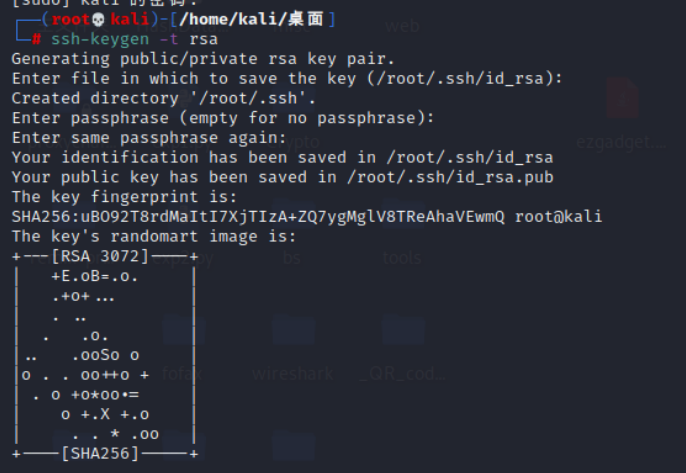 [sudo] kali 的密码：
┌──(root💀kali)-[/home/kali/桌面]
└─# ssh-keygen -t rsa
Generating public/private rsa key pair.
Enter file in which to save the key (/root/.ssh/id_rsa):
Created directory '/root/.ssh'.
Enter passphrase (empty for no passphrase):
Enter same passphrase again:
Your identification has been saved in /root/.ssh/id_rsa
Your public key has been saved in /root/.ssh/id_rsa.pub
The key fingerprint is:
SHA256:uBO92T8rdMaItI7XjTIzA+ZQ7ygMglV8TReAhaVEwmQ root@kali
The key's randomart image is:
+---[RSA 3072]----+
|   +E.oB=.o.     |
|   .+o+...       |
|   . ..          |
|  .   .o.        |
|..   .ooSo o     |
|o . . oo++o +    |
| . o +o*oo.=     |
|    o +.X +.o    |
|     . . * .oo   |
+----[SHA256]-----+
web
ezgadget...
bs
tools
fofax
wireshark
_QR_cod...